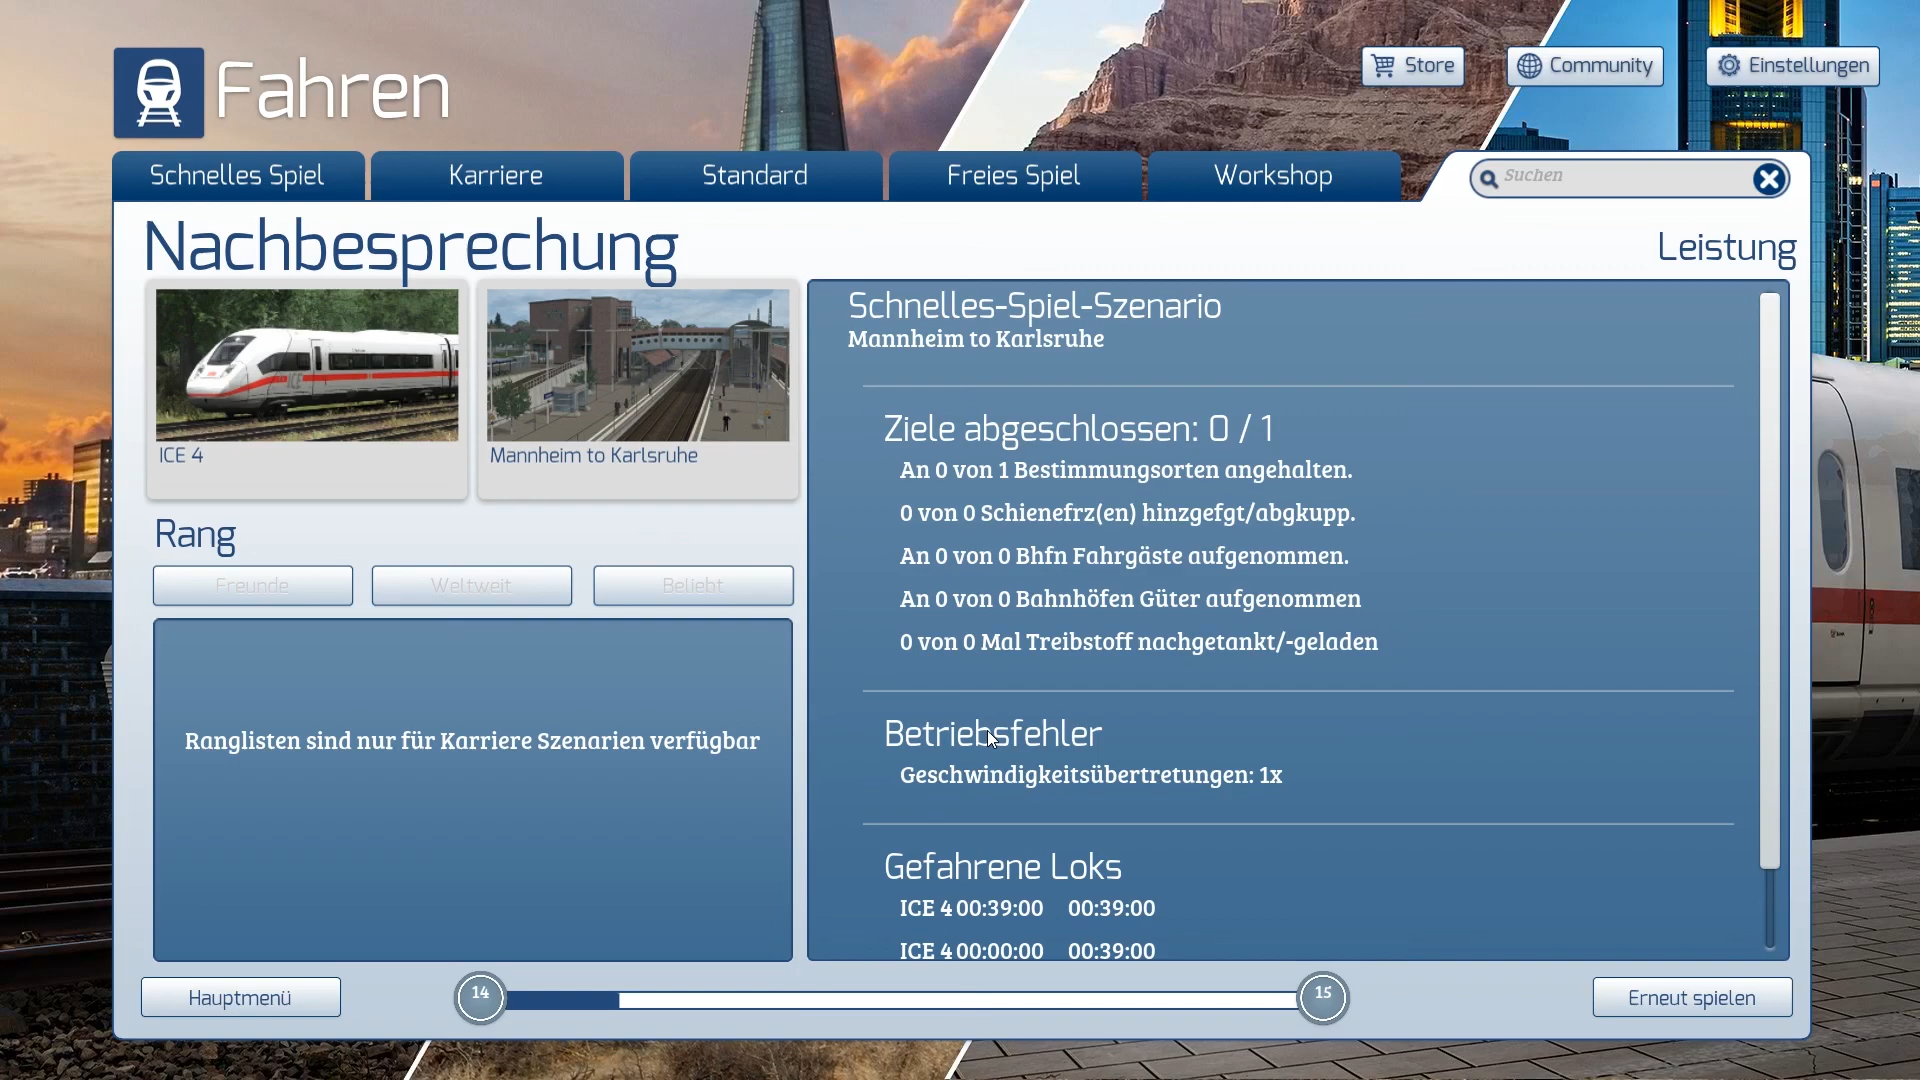 Fahren
Store
Community
Einstellungen
Schnelles Spiel
Karriere
Standard
Freies Spiel
Workshop
Suchen
Nachbesprechung
Leistung
ICE 4
Mannheim to Karlsruhe
Rang
Freunde
Weltweit
Beliebt
Ranglisten sind nur für Karriere Szenarien verfügbar
Schnelles-Spiel-Szenario
Mannheim to Karlsruhe
Ziele abgeschlossen: 0 / 1
An 0 von 1 Bestimmungsorten angehalten.
0 von 0 Schienefrz(en) hinzgefgt/abgkupp.
An 0 von 0 Bhfn Fahrgäste aufgenommen.
An 0 von 0 Bahnhöfen Güter aufgenommen
0 von 0 Mal Treibstoff nachgetankt/-geladen
Betriebsfehler
Geschwindigkeitsübertretungen: 1x
Gefahrene Loks
ICE 4 00:39:00 00:39:00
ICE 4 00:00:00 00:39:00
Hauptmenü
14
15
Erneut spielen